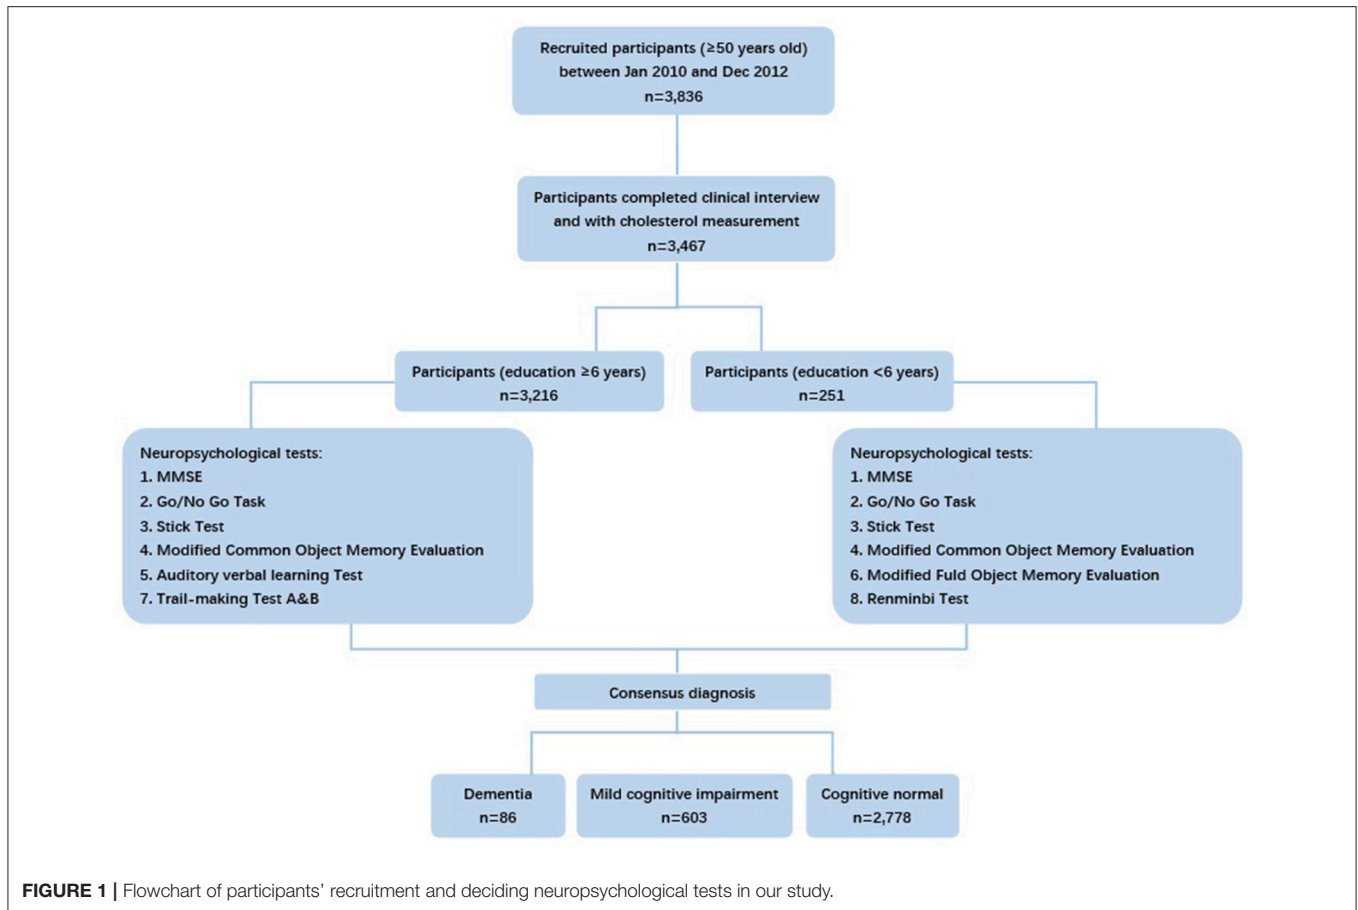 Recruited participants (≥50 years old)
between Jan 2010 and Dec 2012
n=3,836
Participants completed clinical interview
and with cholesterol measurement
n=3,467
Participants (education ≥6 years)
n=3,216
Participants (education <6 years)
n=251
Neuropsychological tests:
1. MMSE
2. Go/No Go Task
3. Stick Test
4. Modified Common Object Memory Evaluation
5. Auditory verbal learning Test
7. Trail-making Test A&B
Neuropsychological tests:
1. MMSE
2. Go/No Go Task
3. Stick Test
4. Modified Common Object Memory Evaluation
6. Modified Fuld Object Memory Evaluation
8. Renminbi Test
Consensus diagnosis
Dementia
n=86
Mild cognitive impairment
n=603
Cognitive normal
n=2,778
FIGURE 1 | Flowchart of participants' recruitment and deciding neuropsychological tests in our study.